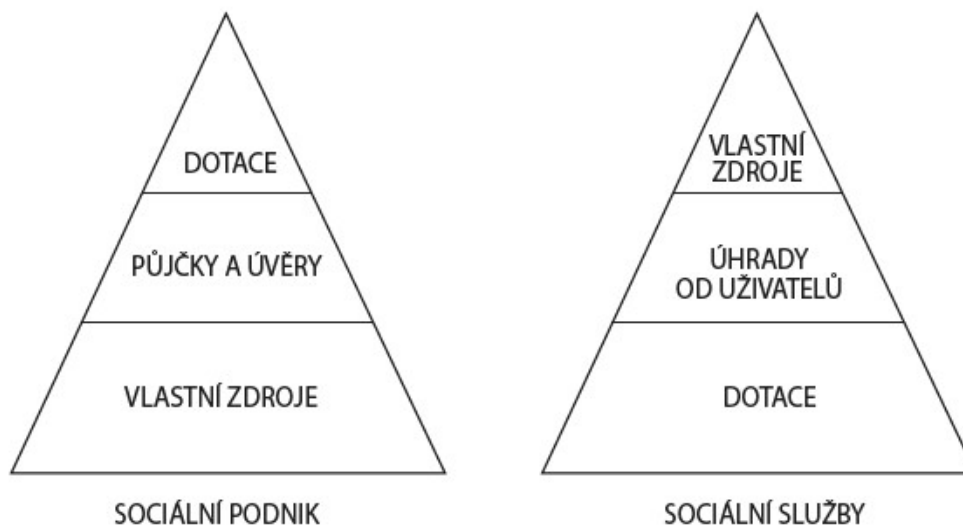 DOTACE
PŮJČKY A ÚVĚRY
VLASTNÍ ZDROJE
SOCIÁLNÍ PODNIK
VLASTNÍ
ZDROJE
ÚHRADY
OD UŽIVATELŮ
DOTACE
SOCIÁLNÍ SLUŽBY